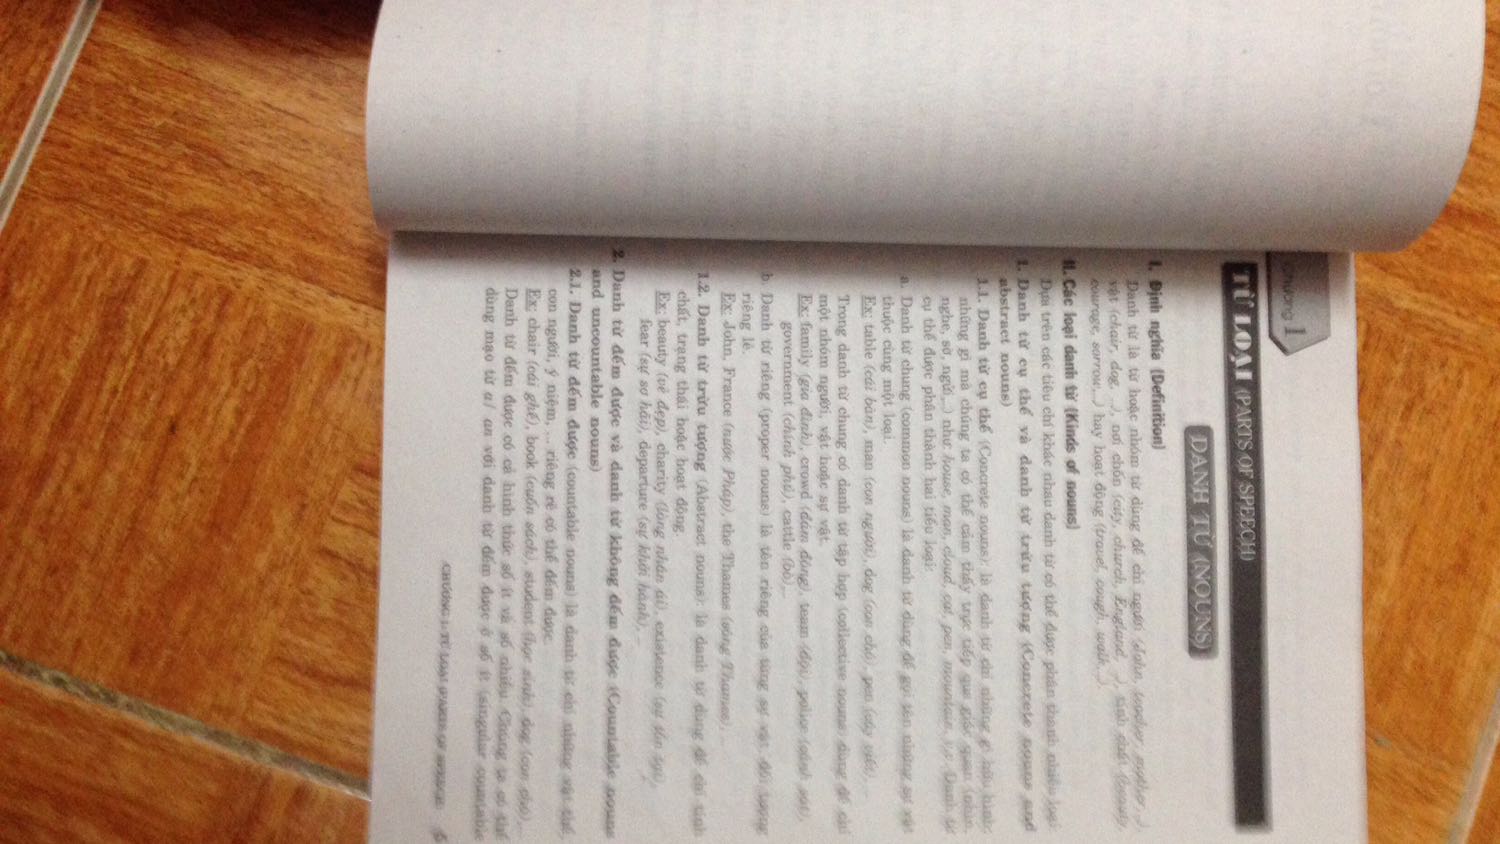 Chương 1
TỪ LOẠI (PARTS OF SPEECH)
DANH TỪ (NOUNS)
I. Định nghĩa (Definition)
Danh từ là từ hoặc nhóm từ dùng để chỉ người (John, teacher, mother, ...),
vật (chair, dog, ...), nơi chốn (city, church, England, ...), tính chất (beauty,
courage, sorrow,...) hay hoạt động (travel, cough, walk,...)
II. Các loại danh từ (Kinds of nouns)
Dựa trên các tiêu chí khác nhau danh từ có thể được phân thành nhiều loại:
1. Danh từ cụ thể và danh từ trừu tượng (Concrete nouns and
abstract nouns)
1.1. Danh từ cụ thể (Concrete nouns): là danh từ chỉ những gì hữu hình;
những gì mà chúng ta có thể cảm thấy trực tiếp qua giác quan (nhìn,
nghe, sờ, ngửi...) như house, man, cloud, pen, mountain, Danh từ
cụ thể được phân thành hai tiểu loại:
a. Danh từ chung (common nouns) là danh từ dùng để gọi tên những sự vật
thuộc cùng một loại.
Ex: table (cái bàn), man (con người), dog (con chó), pen (cây viết),...
Trong danh từ chung có danh từ tập hợp (collective nouns) dùng để chỉ
một nhóm người, vật hoặc sự vật.
Ex: family (gia đình), crowd (đám đông), team (đội), police (cảnh sát),
government (chính phủ), cattle (bò)...
b. Danh từ riêng (proper nouns) là tên riêng của từng sự vật, đối tượng
riêng lẻ.
Ex: John, France (nước Pháp), the Thames (sông Thames), ...
1.2. Danh từ trừu tượng (Abstract nouns): là danh từ dùng để chỉ tính
chất, trạng thái hoặc hoạt động.
Ex: beauty (vẻ đẹp), charity (lòng nhân ái), existence (sự tồn tại),
fear (sự sợ hãi), departure (sự khởi hành), ...
2. Danh từ đếm được và danh từ không đếm được (Countable nouns
and uncountable nouns)
2.1. Danh từ đếm được (countable nouns) là danh từ chỉ những vật thể,
con người, ý niệm, ... riêng rẽ có thể đếm được.
Ex: chair (cái ghế), book (cuốn sách), student (học sinh), dog (con chó),...
Danh từ đếm được có cả hình thức số ít và số nhiều. Chúng ta có thể
dùng mạo từ a/ an với danh từ đếm được ở số ít (singular countable
CHƯƠNG 1: TỪ LOẠI (PARTS OF SPEECH) 5